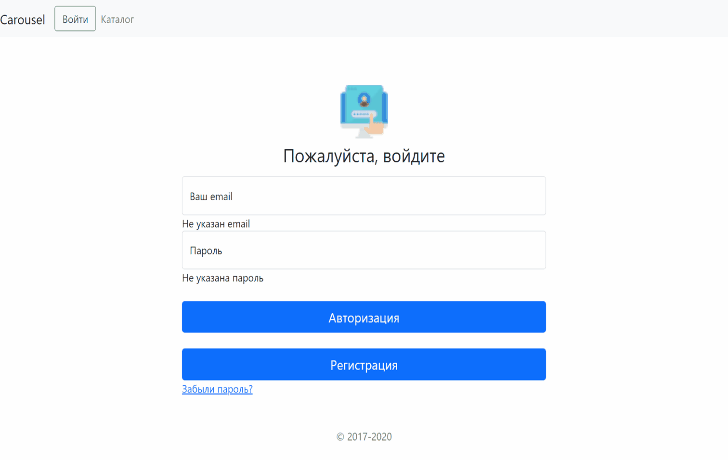 Carousel Войти Каталог
Пожалуйста, войдите
Ваш email
Не указан email
Пароль
Не указана пароль
Авторизация
Регистрация
Забыли пароль?
© 2017-2020